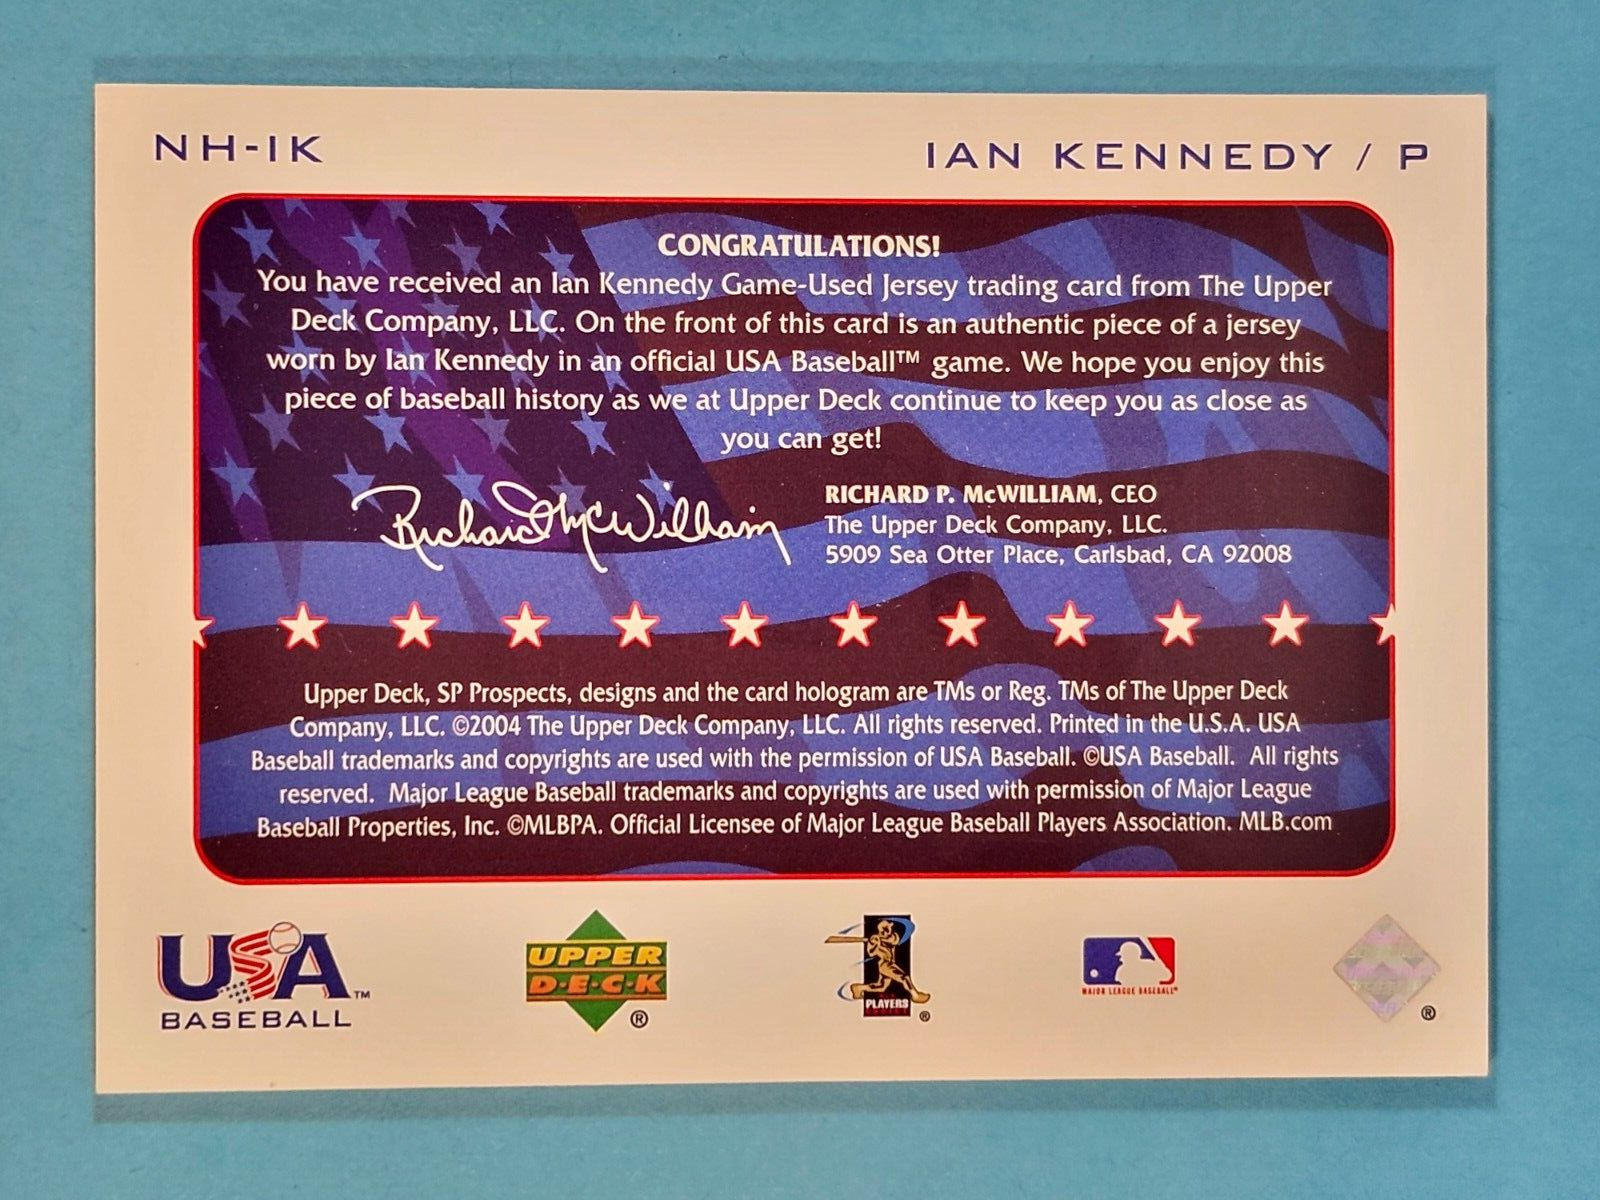 NH-IK
IAN KENNEDY / P
CONGRATULATIONS!
You have received an Ian Kennedy Game-Used Jersey trading card from The Upper
Deck Company, LLC. On the front of this card is an authentic piece of a jersey
worn by Ian Kennedy in an official USA Baseball™ game. We hope you enjoy this
piece of baseball history as we at Upper Deck continue to keep you as close as
you can get!
Richard McWilliam
RICHARD P. McWILLIAM, CEO
The Upper Deck Company, LLC.
5909 Sea Otter Place, Carlsbad, CA 92008
Upper Deck, SP Prospects, designs and the card hologram are TMs or Reg. TMs of The Upper Deck
Company, LLC. ©2004 The Upper Deck Company, LLC. All rights reserved. Printed in the U.S.A. USA
Baseball trademarks and copyrights are used with the permission of USA Baseball. ©USA Baseball.  All rights
reserved.  Major League Baseball trademarks and copyrights are used with permission of Major League
Baseball Properties, Inc. ©MLBPA. Official Licensee of Major League Baseball Players Association. MLB.com
USA™
BASEBALL
UPPER
D·E·C·K
®
PLAYERS
®
MAJOR LEAGUE BASEBALL®
®